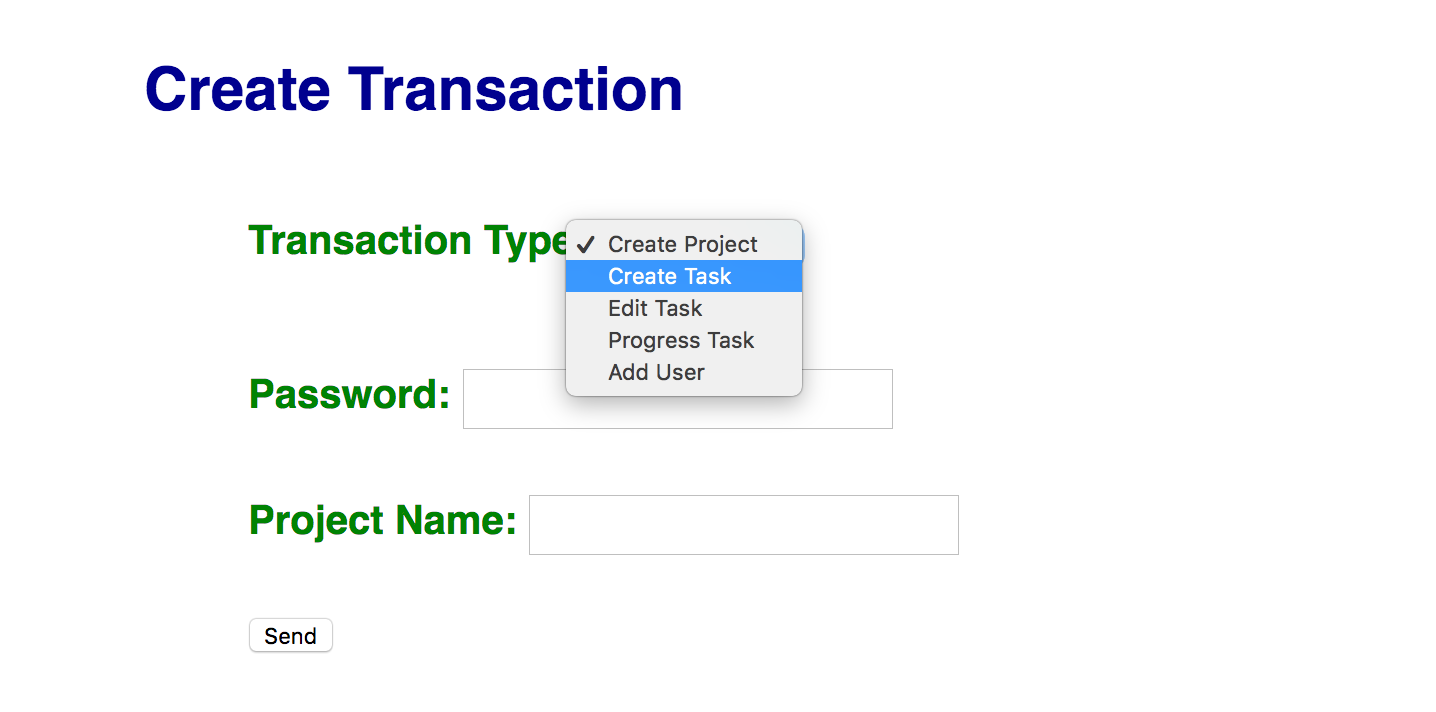 Create Transaction
Transaction Type
✓ Create Project
Create Task
Edit Task
Progress Task
Add User
Password:
Project Name:
Send